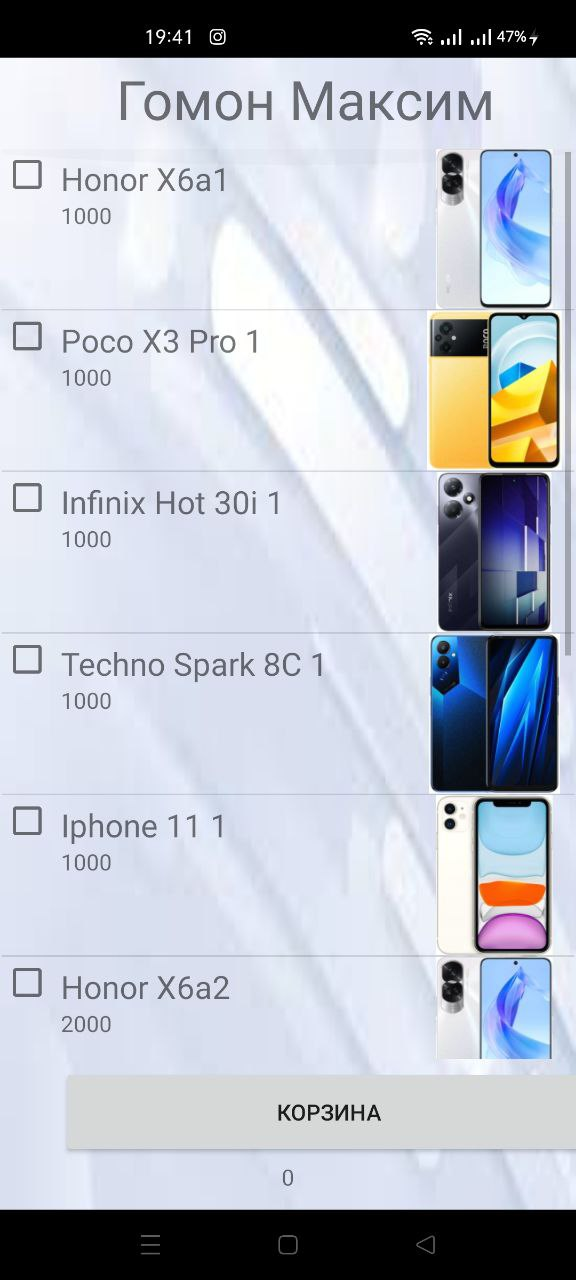 19:41 47%
Гомон Максим
Honor X6a1
1000
Poco X3 Pro 1
1000
Infinix Hot 30i 1
1000
Techno Spark 8C 1
1000
Iphone 11 1
1000
Honor X6a2
2000
КОРЗИНА
0